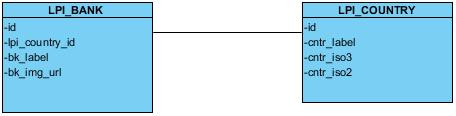 LPI_BANK
-id
-lpi_country_id
-bk_label
-bk_img_url
LPI_COUNTRY
-id
-cntr_label
-cntr_iso3
-cntr_iso2